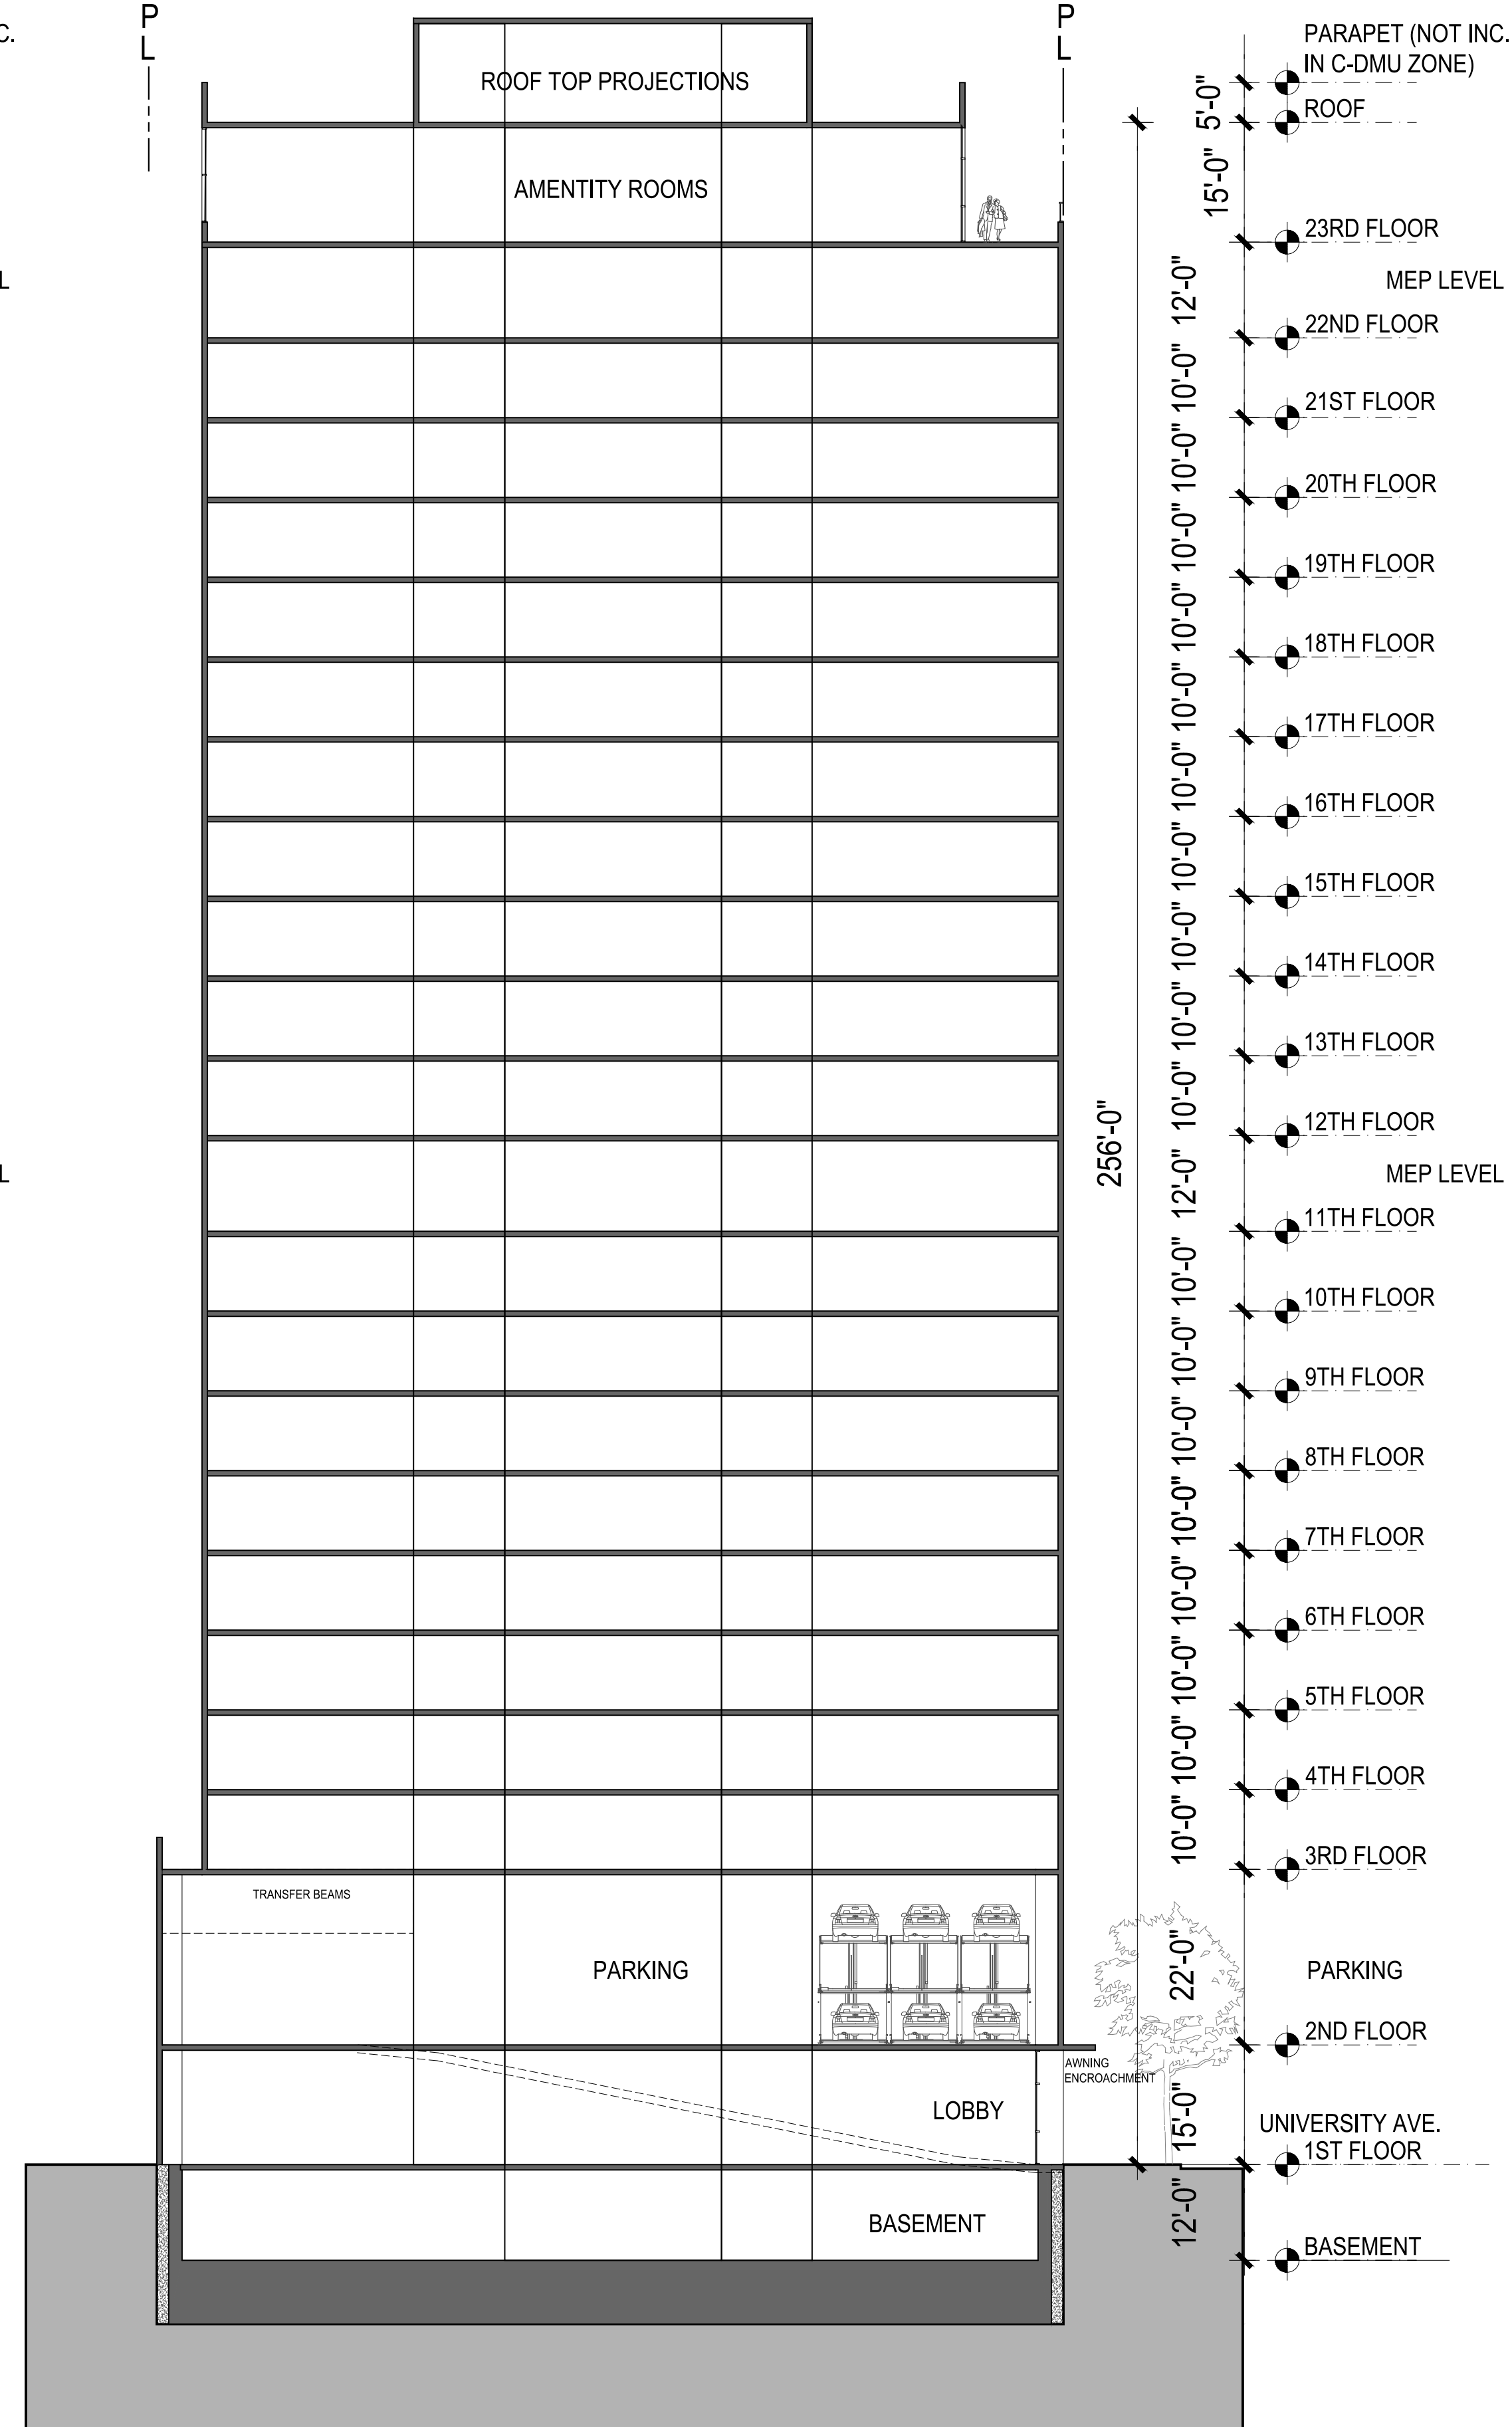 C.
P
L
P
L
PARAPET (NOT INC.
IN C-DMU ZONE)
5'-0"
ROOF
ROOF TOP PROJECTIONS
15'-0"
AMENTITY ROOMS
23RD FLOOR
L
12'-0"
MEP LEVEL
22ND FLOOR
10'-0"
21ST FLOOR
10'-0"
20TH FLOOR
10'-0"
19TH FLOOR
10'-0"
18TH FLOOR
10'-0"
17TH FLOOR
10'-0"
16TH FLOOR
10'-0"
15TH FLOOR
10'-0"
14TH FLOOR
10'-0"
13TH FLOOR
10'-0"
12TH FLOOR
256'-0"
L
12'-0"
MEP LEVEL
11TH FLOOR
10'-0"
10TH FLOOR
10'-0"
9TH FLOOR
10'-0"
8TH FLOOR
10'-0"
7TH FLOOR
10'-0"
6TH FLOOR
10'-0"
5TH FLOOR
10'-0"
4TH FLOOR
10'-0"
3RD FLOOR
TRANSFER BEAMS
PARKING
22'-0"
PARKING
2ND FLOOR
AWNING
ENCROACHMENT
LOBBY
15'-0"
UNIVERSITY AVE.
1ST FLOOR
BASEMENT
12'-0"
BASEMENT